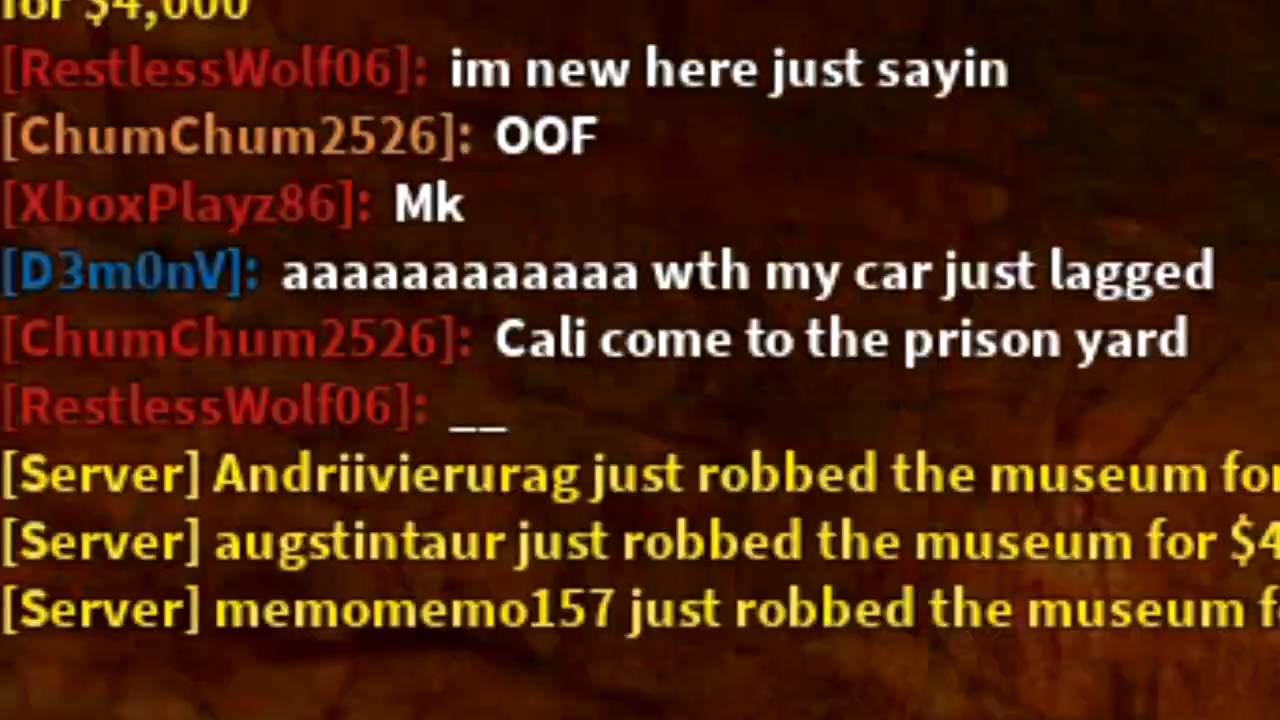 for $4,000
[RestlessWolf06]: im new here just sayin
[ChumChum2526]: OOF
[XboxPlayz86]: Mk
[D3m0nV]: aaaaaaaaaaaa wth my car just lagged
[ChumChum2526]: Cali come to the prison yard
[RestlessWolf06]: __
[Server] Andriivierurag just robbed the museum for
[Server] augstintaur just robbed the museum for $4
[Server] memomemo157 just robbed the museum f